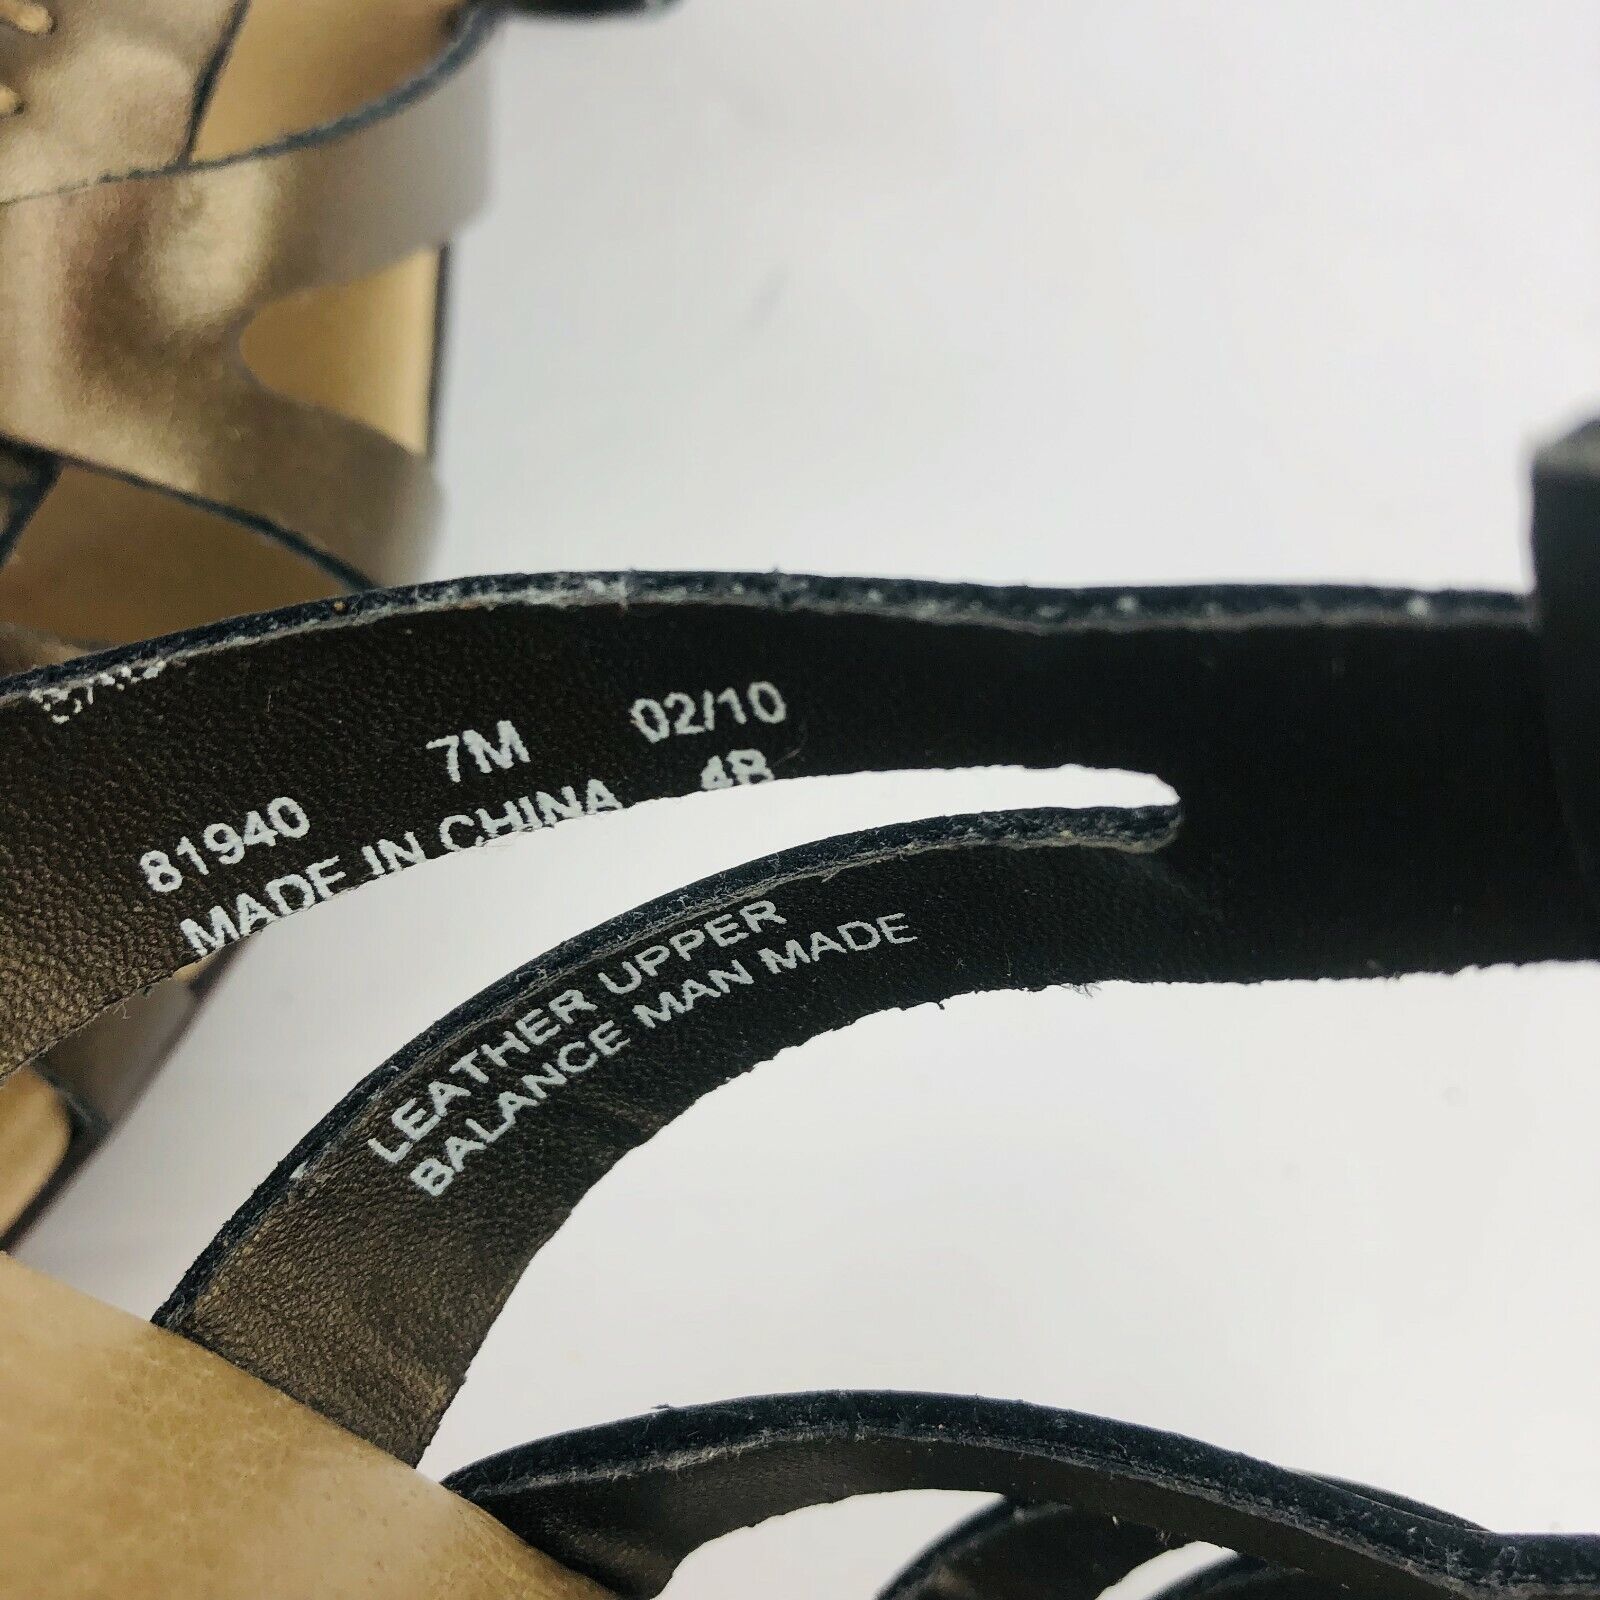 81940 7M 02/10
MADE IN CHINA 4B
LEATHER UPPER
BALANCE MAN MADE